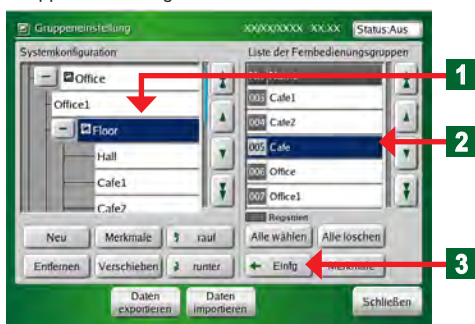 Gruppeneinstellung XX/XX/XXXX XX:XX Status:Aus
Systemkonfiguration Liste der Fernbedienungsgruppen
Office
Office1
Floor
Hall
Cafe1
Cafe2
003 Cafe1
004 Cafe2
005 Cafe
006 Office
007 Office1
Registrien
Neu Merkmale rauf Alle wählen Alle löschen
Entfernen Verschieben runter Einfg Merkmale
Daten exportieren Daten importieren Schließen
1
2
3